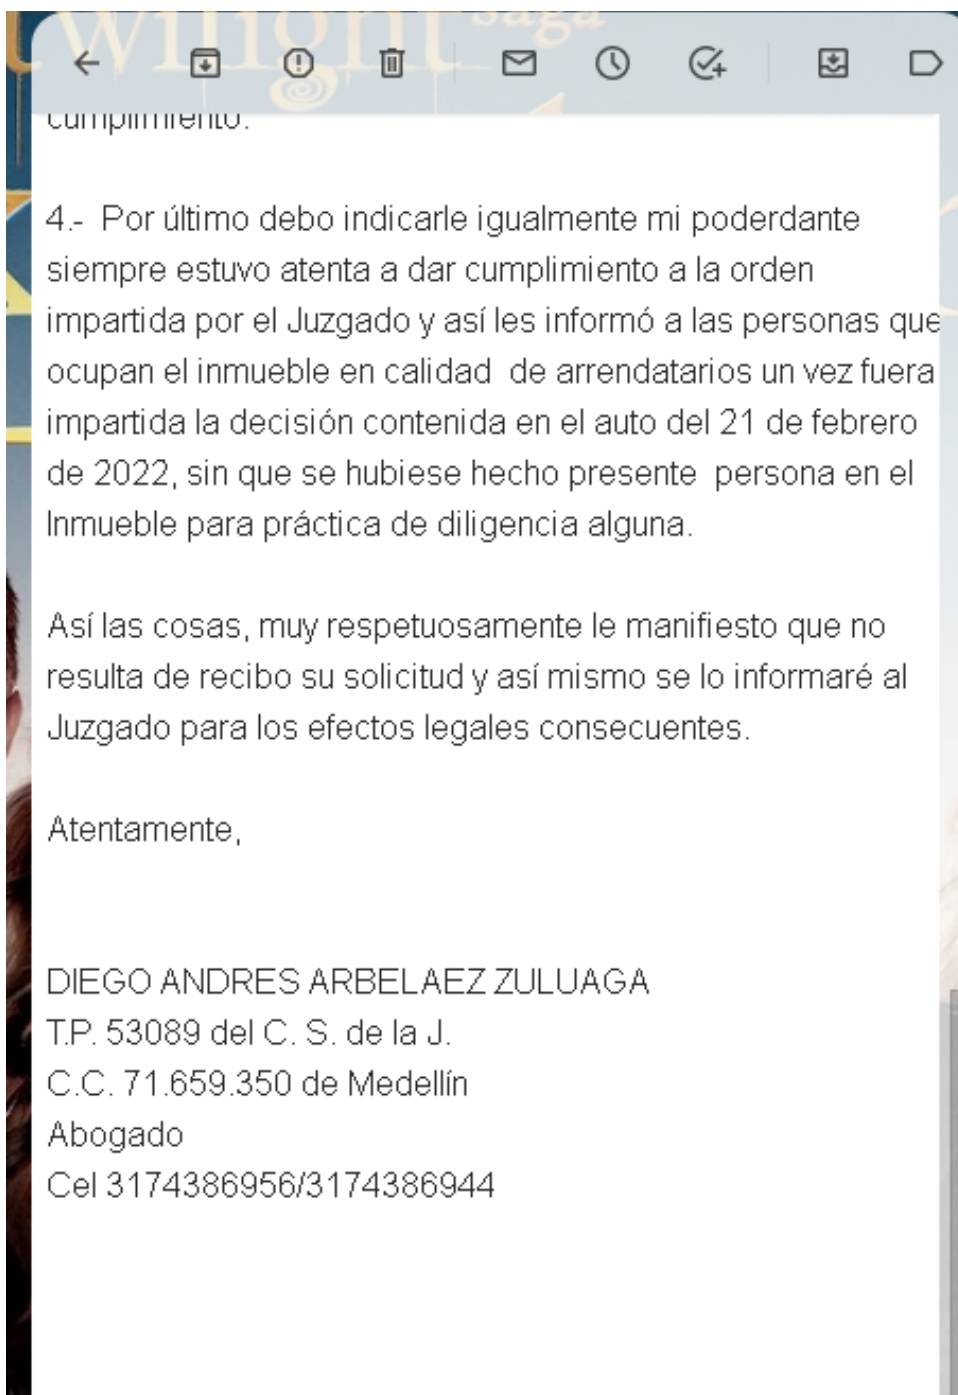 twilight
saga
cumplimiento.
4.- Por último debo indicarle igualmente mi poderdante
siempre estuvo atenta a dar cumplimiento a la orden
impartida por el Juzgado y así les informó a las personas que
ocupan el inmueble en calidad de arrendatarios un vez fuera
impartida la decisión contenida en el auto del 21 de febrero
de 2022, sin que se hubiese hecho presente persona en el
Inmueble para práctica de diligencia alguna.
Así las cosas, muy respetuosamente le manifiesto que no
resulta de recibo su solicitud y así mismo se lo informaré al
Juzgado para los efectos legales consecuentes.
Atentamente,
DIEGO ANDRES ARBELAEZ ZULUAGA
T.P. 53089 del C. S. de la J.
C.C. 71.659.350 de Medellín
Abogado
Cel 3174386956/3174386944